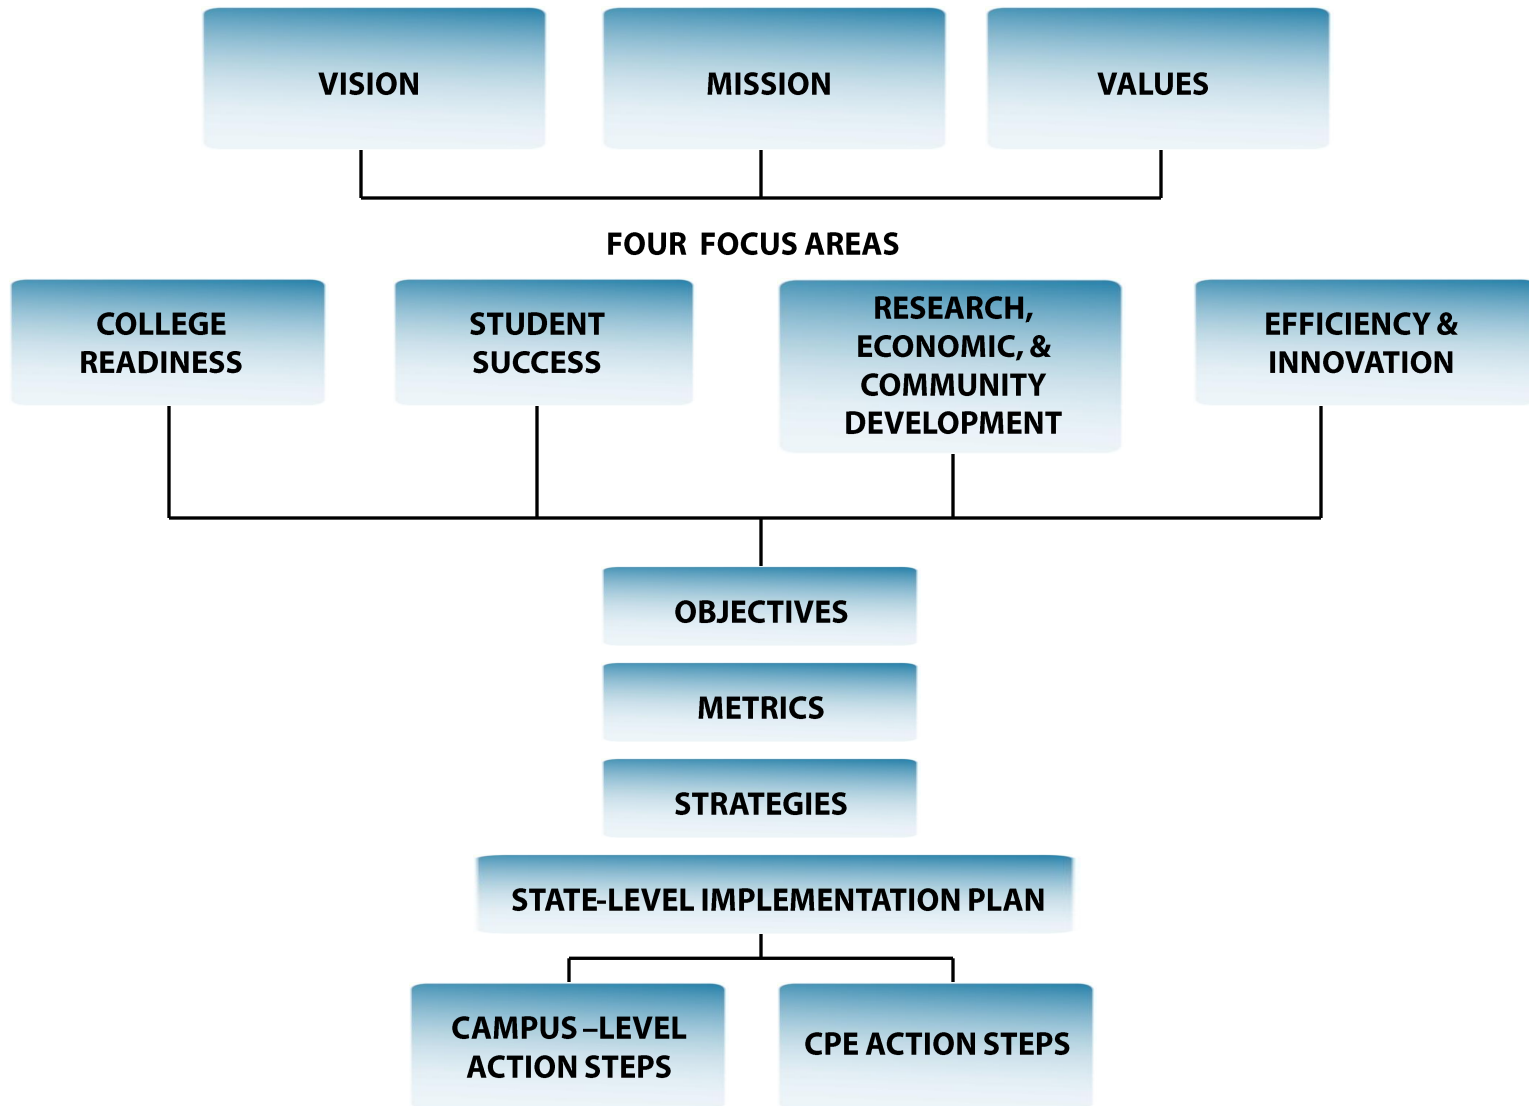 VISION
MISSION
VALUES
FOUR FOCUS AREAS
COLLEGE
READINESS
STUDENT
SUCCESS
RESEARCH,
ECONOMIC, &
COMMUNITY
DEVELOPMENT
EFFICIENCY &
INNOVATION
OBJECTIVES
METRICS
STRATEGIES
STATE-LEVEL IMPLEMENTATION PLAN
CAMPUS –LEVEL
ACTION STEPS
CPE ACTION STEPS